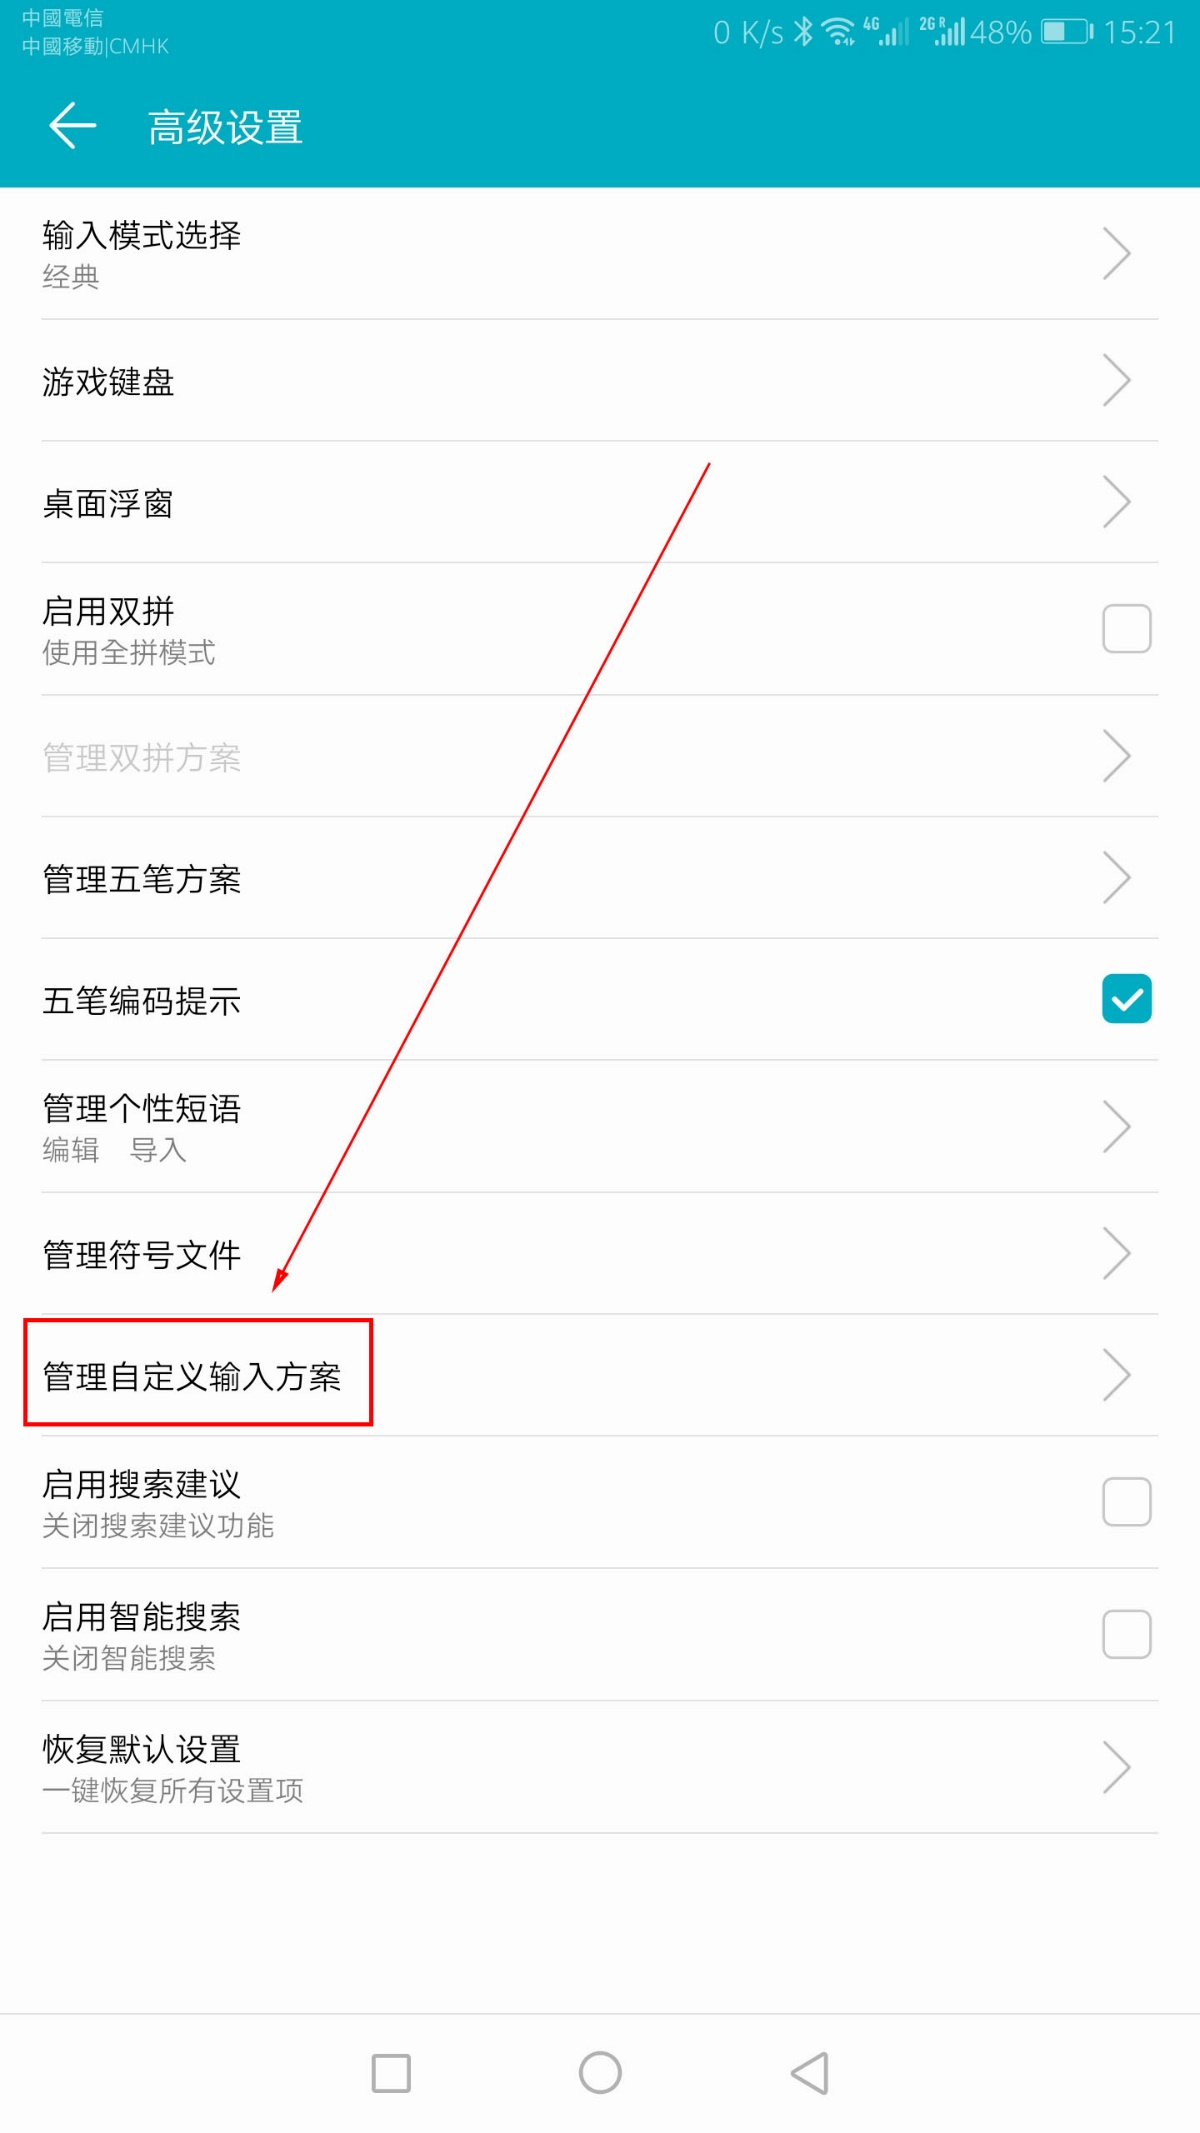 中國電信
中國移動|CMHK
0 K/s 4G 2G R 48% 15:21
高级设置
输入模式选择
经典
游戏键盘
桌面浮窗
启用双拼
使用全拼模式
管理双拼方案
管理五笔方案
五笔编码提示
管理个性短语
编辑 导入
管理符号文件
管理自定义输入方案
启用搜索建议
关闭搜索建议功能
启用智能搜索
关闭智能搜索
恢复默认设置
一键恢复所有设置项